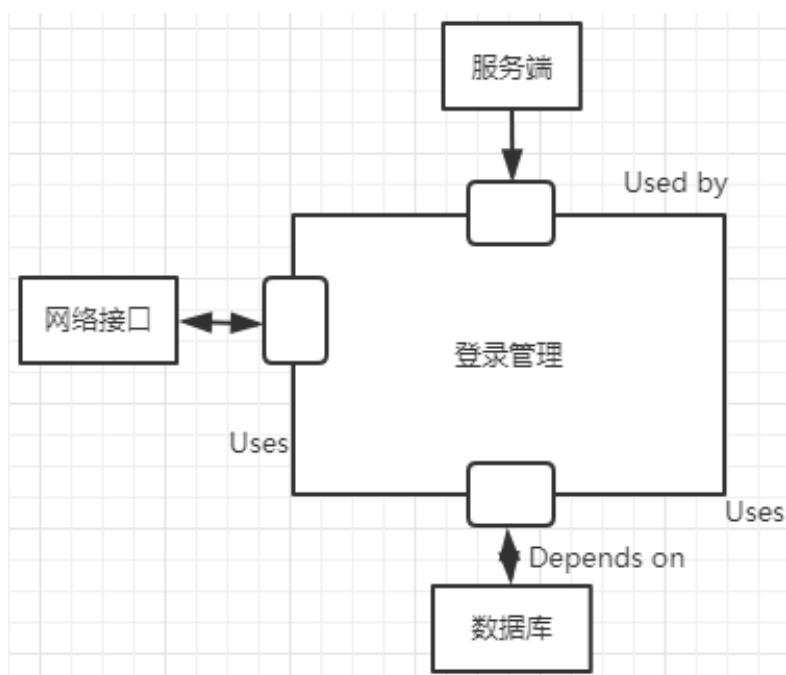 服务端
Used by
网络接口
登录管理
Uses
Uses
Depends on
数据库